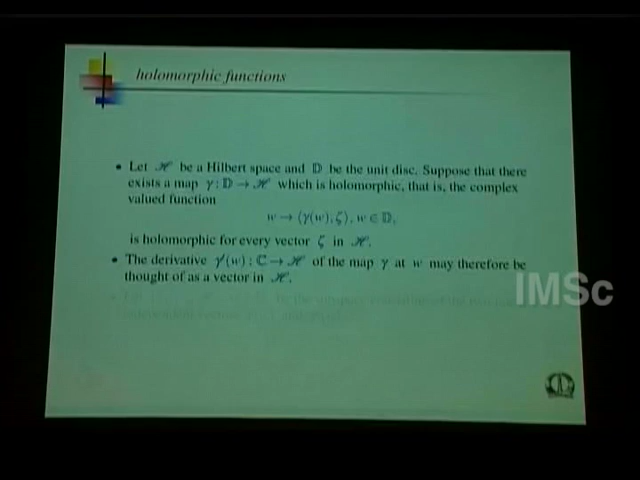 holomorphic functions
• Let ℋ be a Hilbert space and 𝔻 be the unit disc. Suppose that there
exists a map γ : 𝔻 → ℋ which is holomorphic, that is, the complex
valued function
w → ⟨γ(w), ζ⟩, w ∈ 𝔻,
is holomorphic for every vector ζ in ℋ.
• The derivative γ′(w) : ℂ → ℋ of the map γ at w may therefore be
thought of as a vector in ℋ.
IMSc